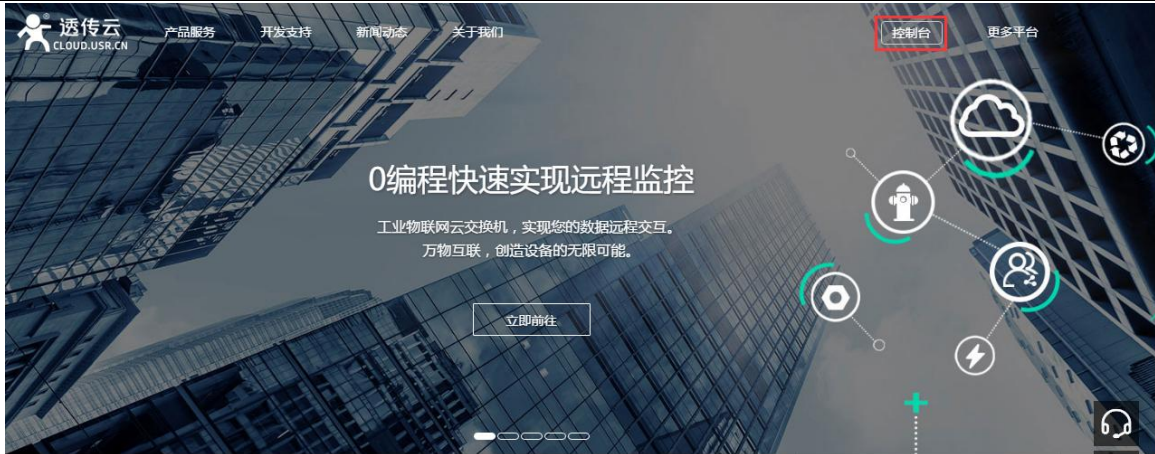 透传云
CLOUD.USR.CN
产品服务
开发支持
新闻动态
关于我们
控制台
更多平台
0编程快速实现远程监控
工业物联网云交换机，实现您的数据远程交互。
万物互联，创造设备的无限可能。
立即前往